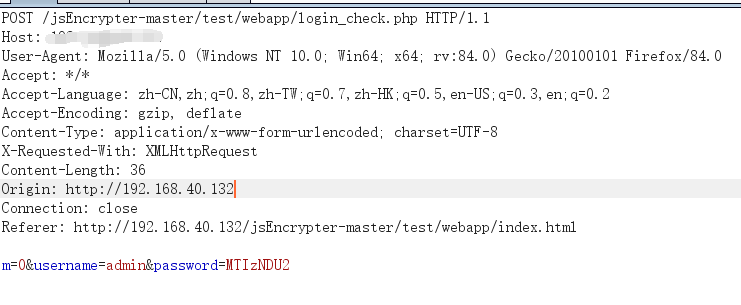 POST /jsEncrypter-master/test/webapp/login_check.php HTTP/1.1
Host:
User-Agent: Mozilla/5.0 (Windows NT 10.0; Win64; x64; rv:84.0) Gecko/20100101 Firefox/84.0
Accept: */*
Accept-Language: zh-CN,zh;q=0.8,zh-TW;q=0.7,zh-HK;q=0.5,en-US;q=0.3,en;q=0.2
Accept-Encoding: gzip, deflate
Content-Type: application/x-www-form-urlencoded; charset=UTF-8
X-Requested-With: XMLHttpRequest
Content-Length: 36
Origin: http://192.168.40.132
Connection: close
Referer: http://192.168.40.132/jsEncrypter-master/test/webapp/index.html
m=0&username=admin&password=MTIzNDU2